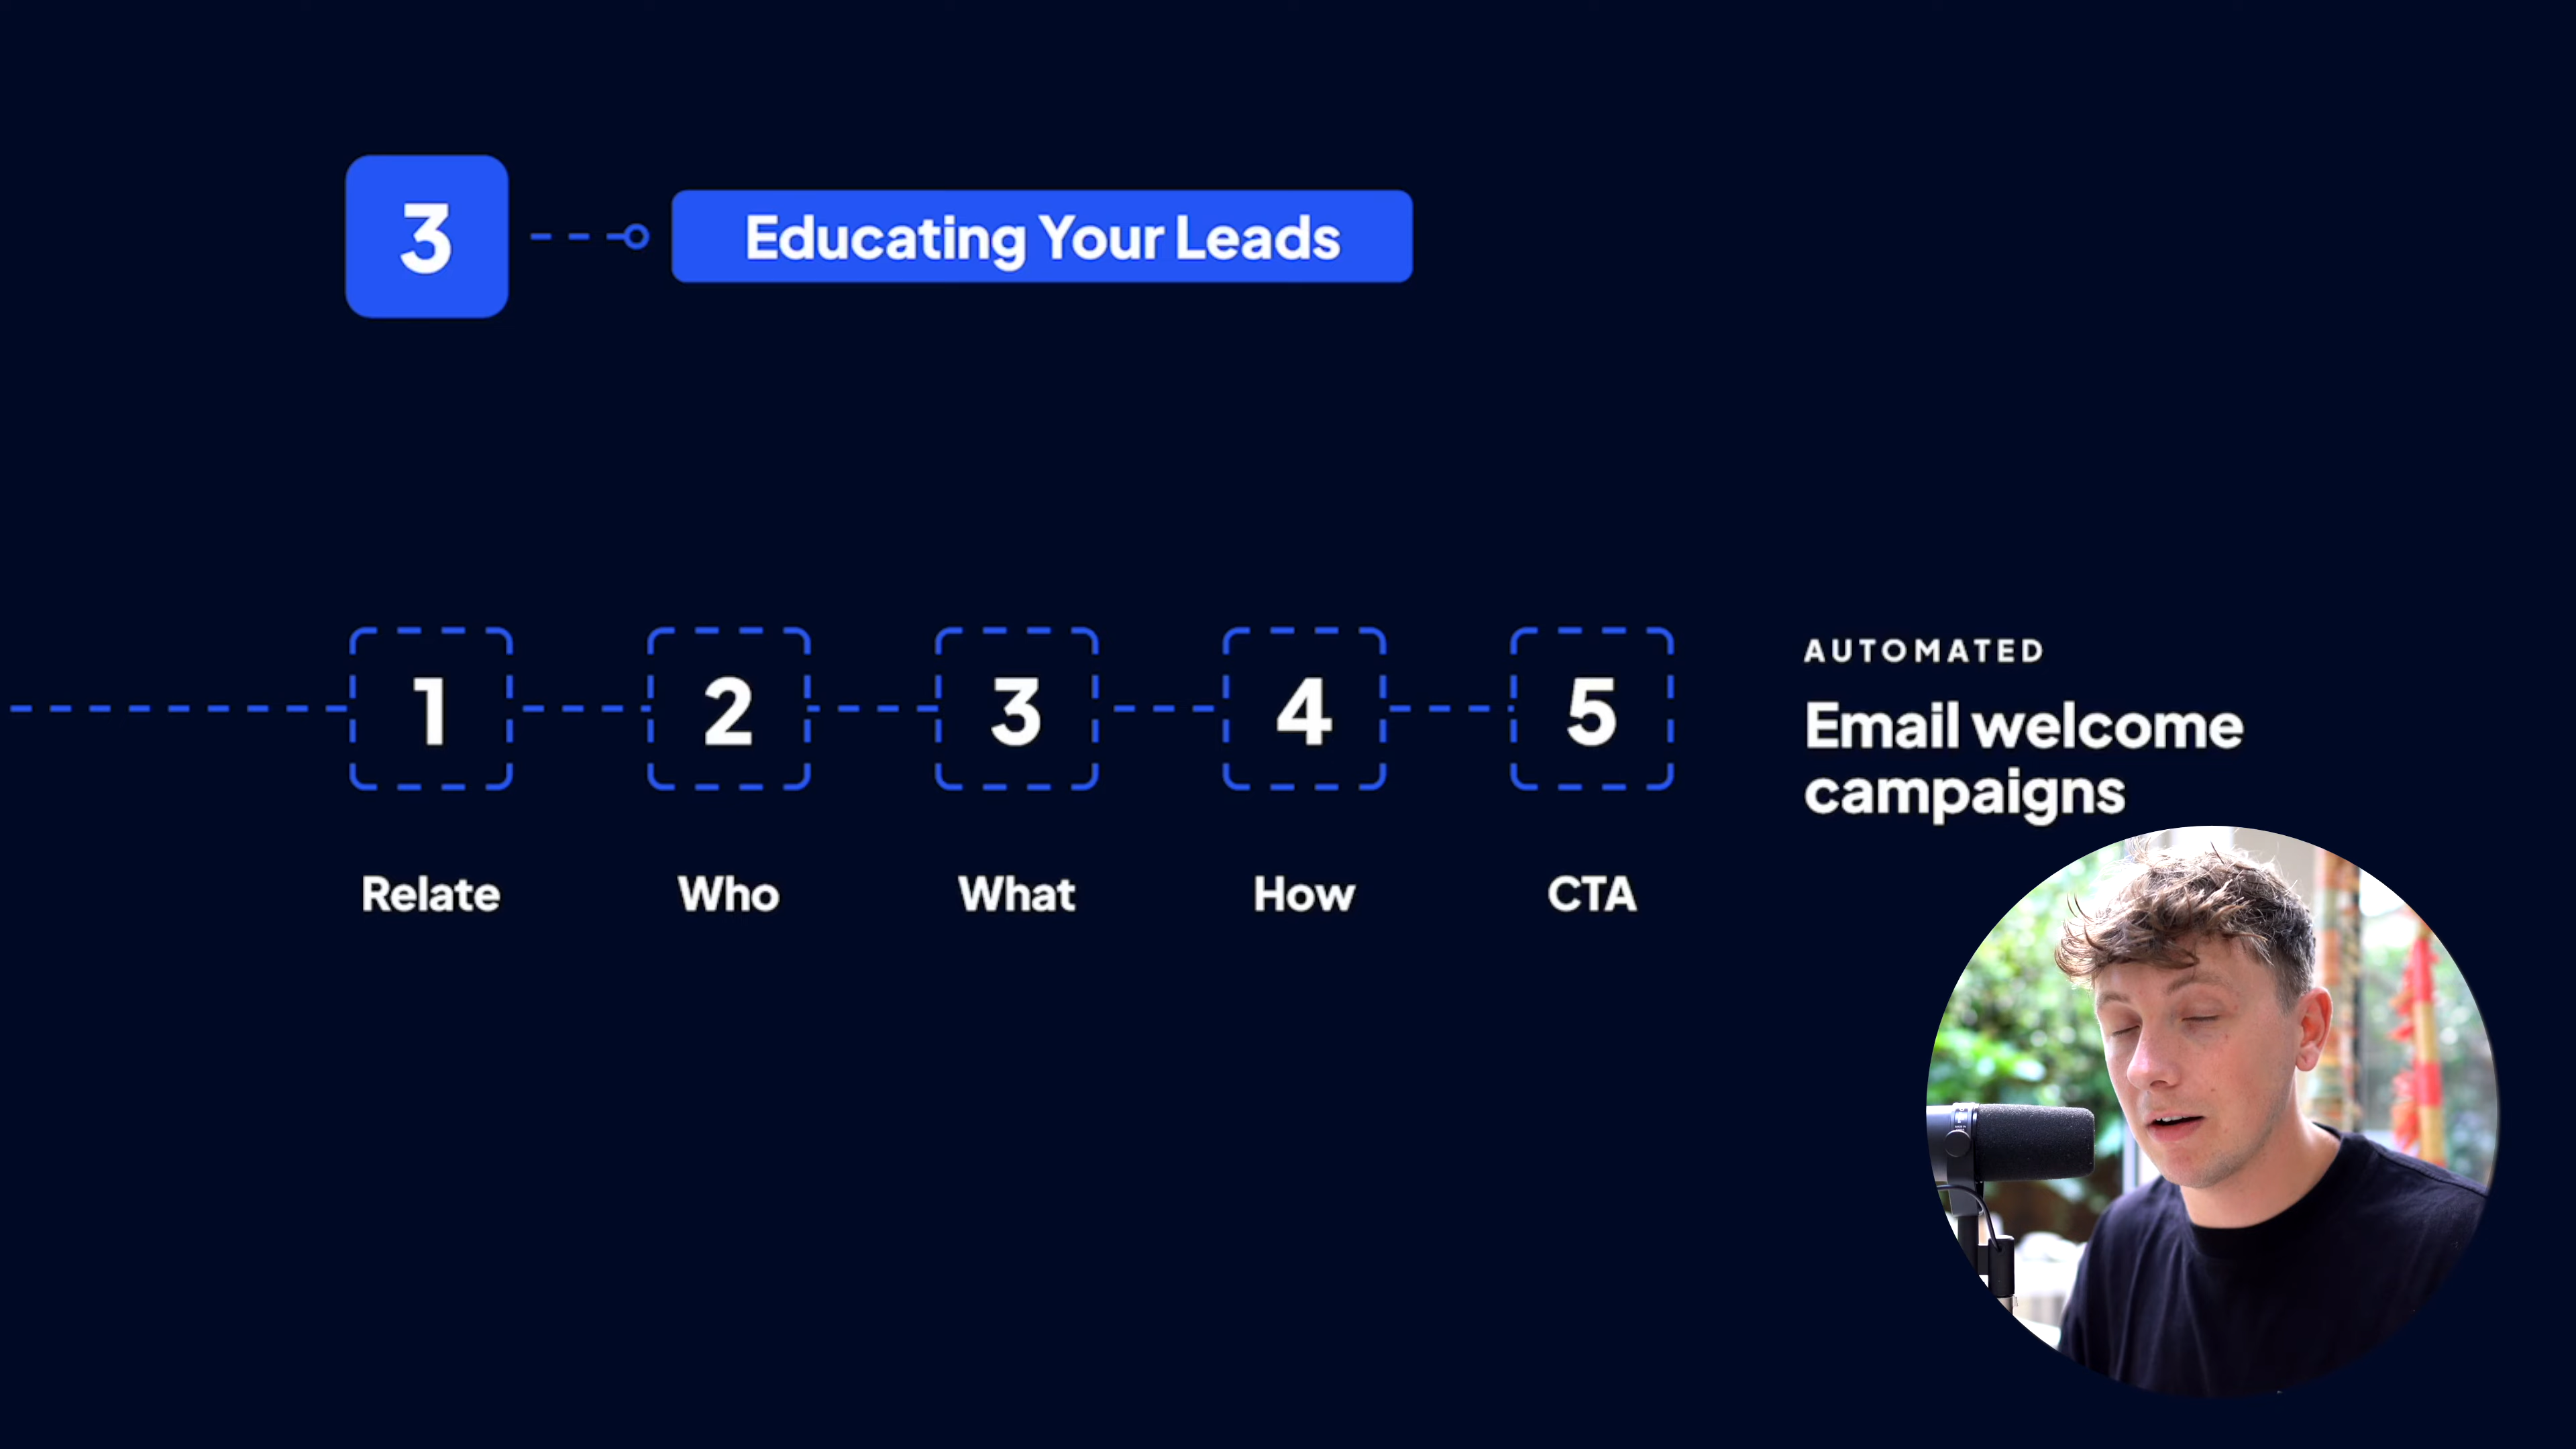 3
Educating Your Leads
1
2
3
4
5
Relate
Who
What
How
CTA
AUTOMATED
Email welcome
campaigns